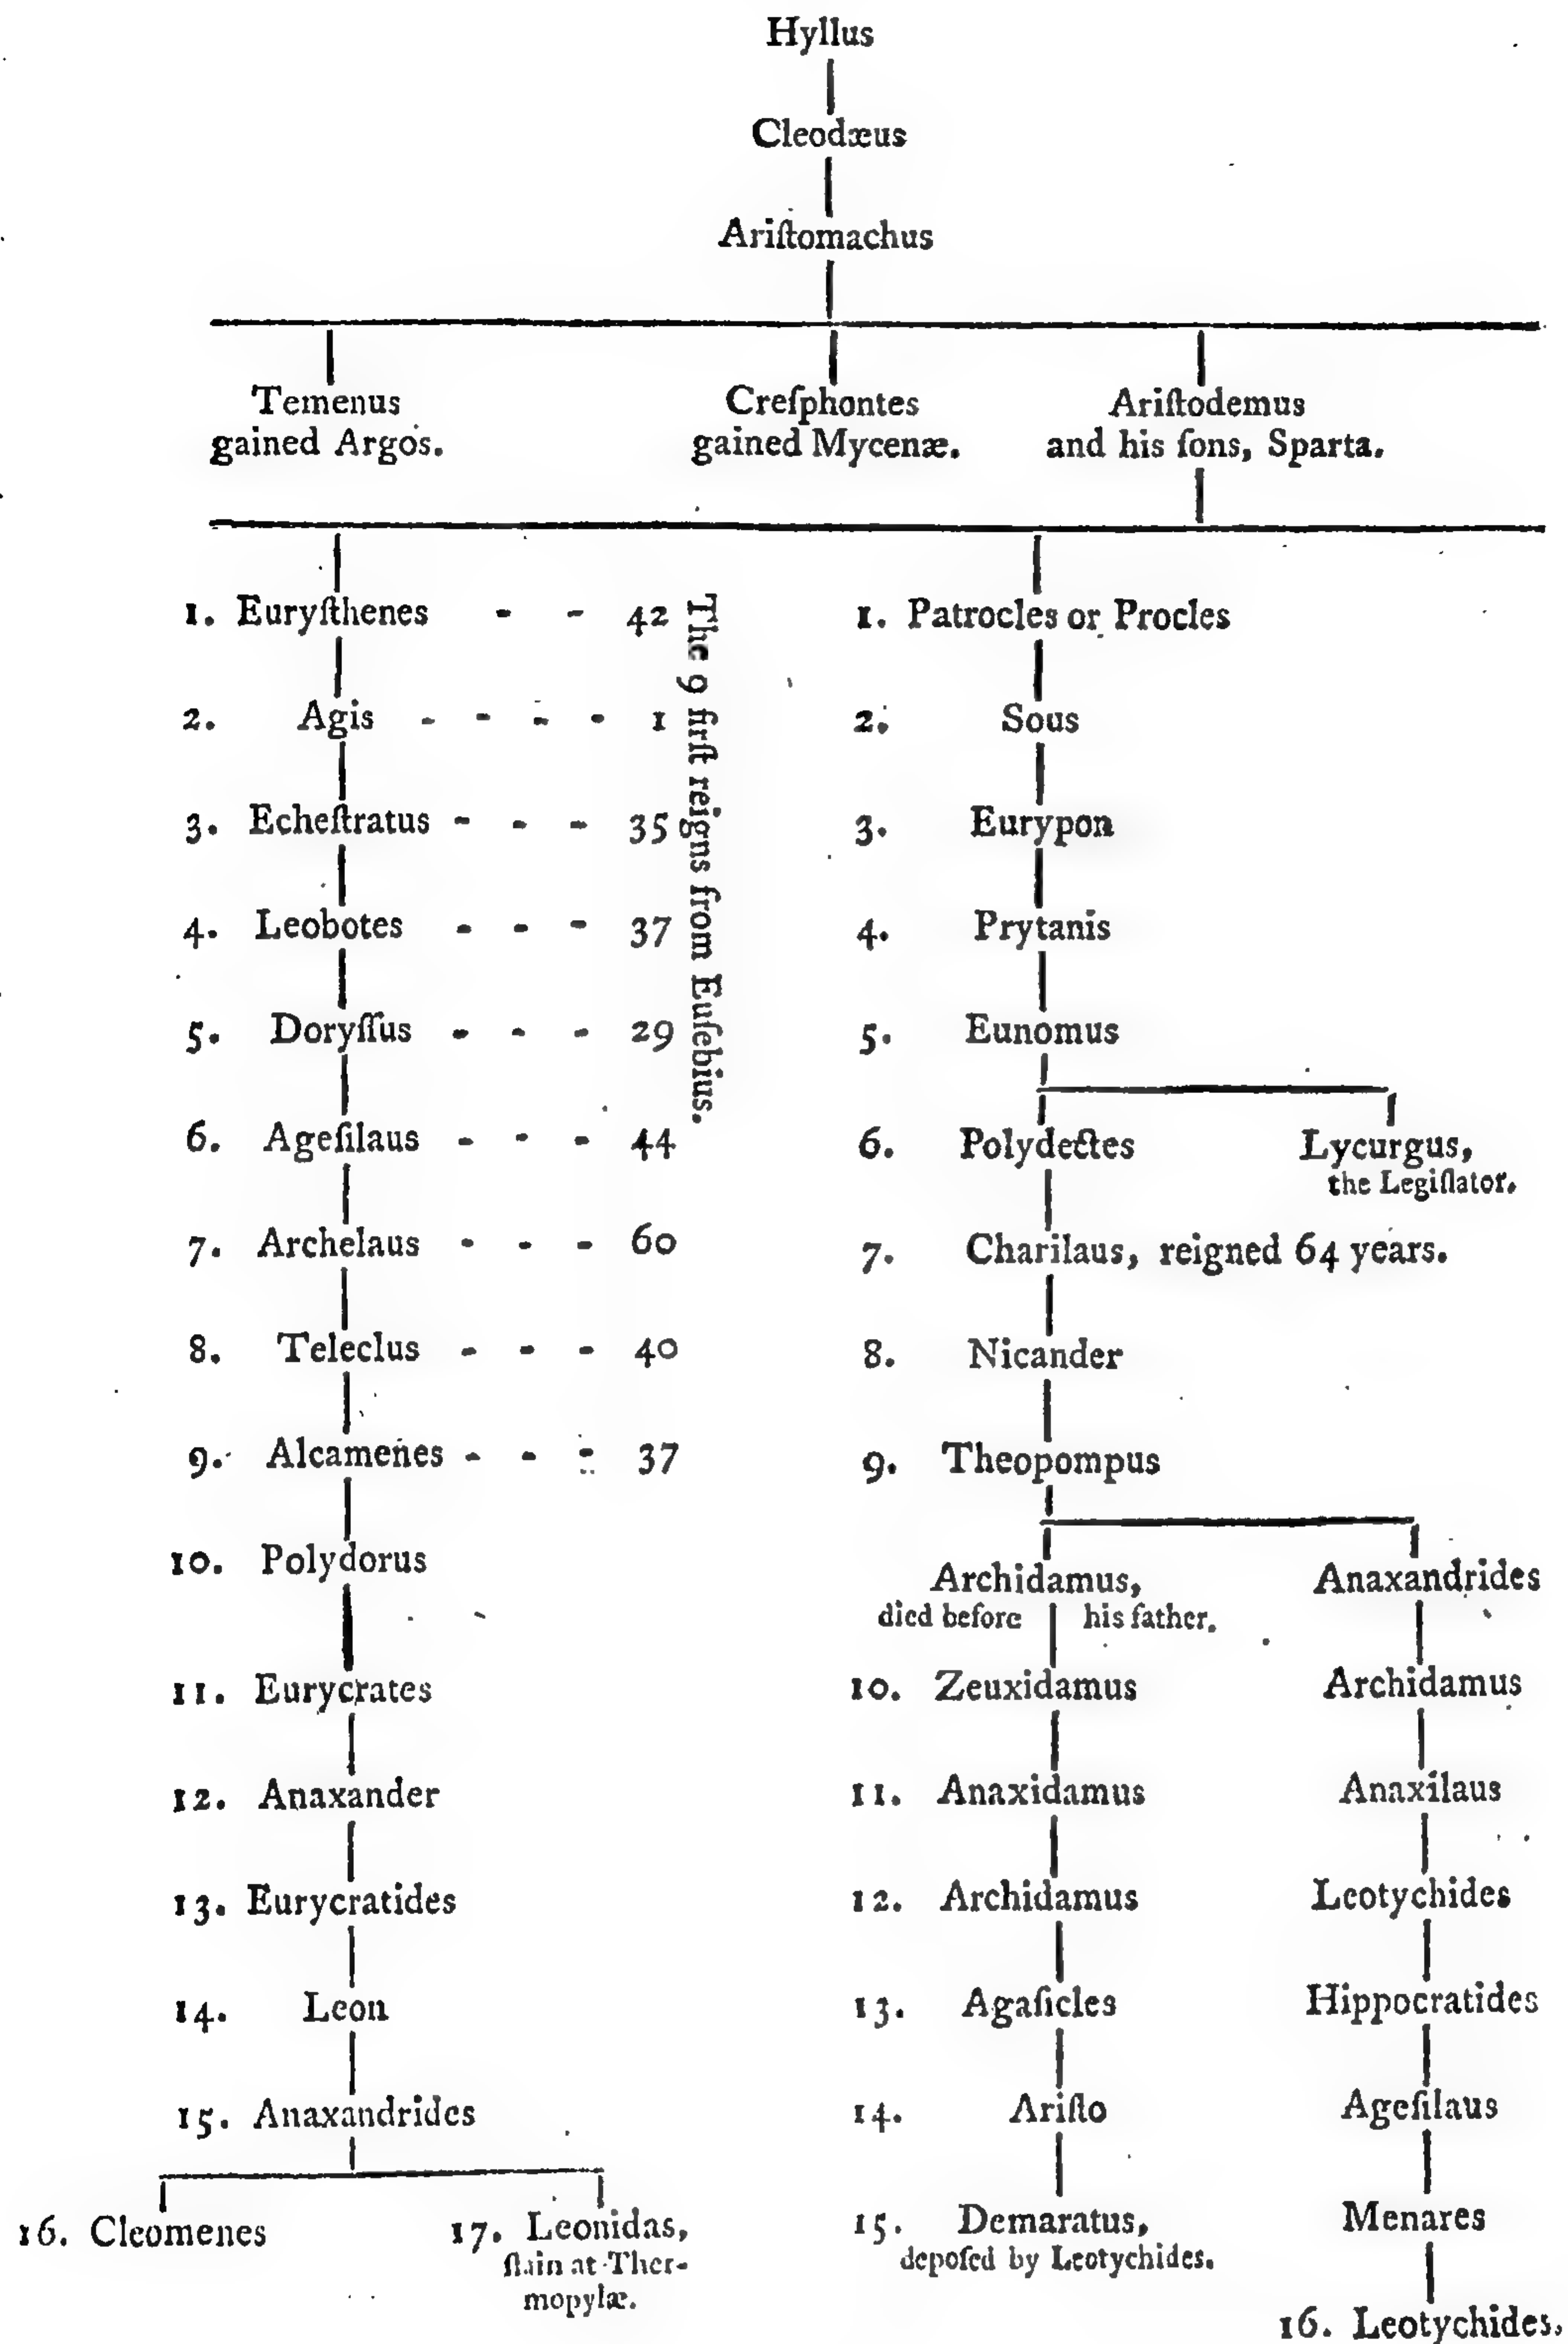 Hyllus
Cleodæus
Ariſtomachus
Temenus
gained Argos.
Creſphontes
gained Mycenæ.
Ariſtodemus
and his ſons, Sparta.
1. Euryſthenes - - 42
2. Agis - - - - 1
3. Echeſtratus - - - 35
4. Leobotes - - - 37
5. Doryſſus - - - 29
6. Ageſilaus - - - 44
7. Archelaus - - - 60
8. Teleclus - - - 40
9. Alcamenes - - - 37
The 9 firſt reigns from Euſebius.
10. Polydorus
11. Eurycrates
12. Anaxander
13. Eurycratides
14. Leon
15. Anaxandrides
16. Cleomenes
17. Leonidas,
ſlain at Ther-
mopylæ.
1. Patrocles or Procles
2. Sous
3. Eurypon
4. Prytanis
5. Eunomus
6. Polydectes
Lycurgus,
the Legiſlator.
7. Charilaus, reigned 64 years.
8. Nicander
9. Theopompus
Archidamus,
died before his father.
10. Zeuxidamus
11. Anaxidamus
12. Archidamus
13. Agaſicles
14. Ariſto
15. Demaratus,
depoſed by Leotychides.
Anaxandrides
Archidamus
Anaxilaus
Leotychides
Hippocratides
Ageſilaus
Menares
16. Leotychides.